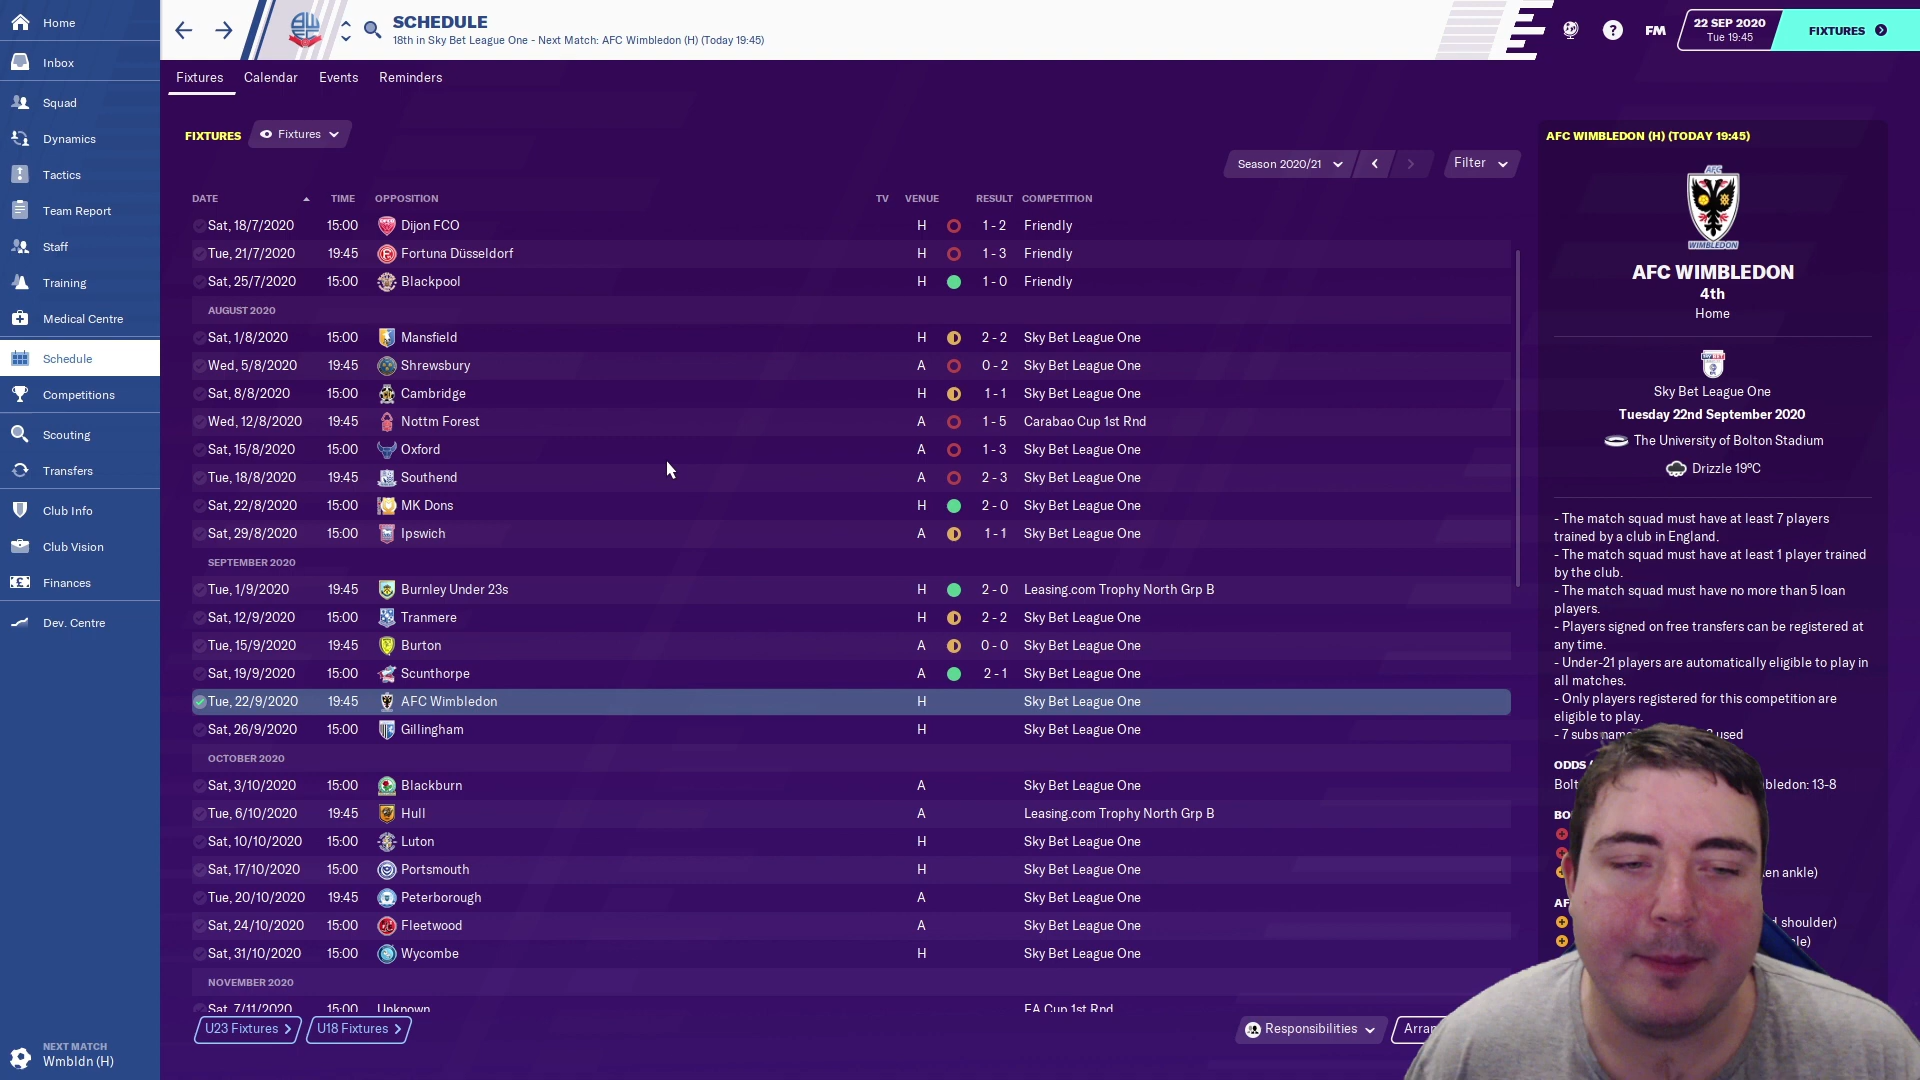 Home
Inbox
Squad
Dynamics
Tactics
Team Report
Staff
Training
Medical Centre
Schedule
Competitions
Scouting
Transfers
Club Info
Club Vision
Finances
Dev. Centre
NEXT MATCH
Wmbldn (H)
SCHEDULE
18th in Sky Bet League One - Next Match: AFC Wimbledon (H) (Today 19:45)
FM
22 SEP 2020
Tue 19:45
FIXTURES
Fixtures Calendar Events Reminders
FIXTURES Fixtures
Season 2020/21 Filter
DATE TIME OPPOSITION TV VENUE RESULT COMPETITION
Sat, 18/7/2020 15:00 Dijon FCO H 1 - 2 Friendly
Tue, 21/7/2020 19:45 Fortuna Düsseldorf H 1 - 3 Friendly
Sat, 25/7/2020 15:00 Blackpool H 1 - 0 Friendly
AUGUST 2020
Sat, 1/8/2020 15:00 Mansfield H 2 - 2 Sky Bet League One
Wed, 5/8/2020 19:45 Shrewsbury A 0 - 2 Sky Bet League One
Sat, 8/8/2020 15:00 Cambridge H 1 - 1 Sky Bet League One
Wed, 12/8/2020 19:45 Nottm Forest A 1 - 5 Carabao Cup 1st Rnd
Sat, 15/8/2020 15:00 Oxford A 1 - 3 Sky Bet League One
Tue, 18/8/2020 19:45 Southend A 2 - 3 Sky Bet League One
Sat, 22/8/2020 15:00 MK Dons H 2 - 0 Sky Bet League One
Sat, 29/8/2020 15:00 Ipswich A 1 - 1 Sky Bet League One
SEPTEMBER 2020
Tue, 1/9/2020 19:45 Burnley Under 23s H 2 - 0 Leasing.com Trophy North Grp B
Sat, 12/9/2020 15:00 Tranmere H 2 - 2 Sky Bet League One
Tue, 15/9/2020 19:45 Burton A 0 - 0 Sky Bet League One
Sat, 19/9/2020 15:00 Scunthorpe A 2 - 1 Sky Bet League One
Tue, 22/9/2020 19:45 AFC Wimbledon H Sky Bet League One
Sat, 26/9/2020 15:00 Gillingham H Sky Bet League One
OCTOBER 2020
Sat, 3/10/2020 15:00 Blackburn A Sky Bet League One
Tue, 6/10/2020 19:45 Hull A Leasing.com Trophy North Grp B
Sat, 10/10/2020 15:00 Luton H Sky Bet League One
Sat, 17/10/2020 15:00 Portsmouth H Sky Bet League One
Tue, 20/10/2020 19:45 Peterborough A Sky Bet League One
Sat, 24/10/2020 15:00 Fleetwood A Sky Bet League One
Sat, 31/10/2020 15:00 Wycombe H Sky Bet League One
NOVEMBER 2020
Sat, 7/11/2020 15:00 Unknown FA Cup 1st Rnd
U23 Fixtures U18 Fixtures
Responsibilities
AFC WIMBLEDON (H) (TODAY 19:45)
AFC
WIMBLEDON
AFC WIMBLEDON
4th
Home
Sky Bet League One
Tuesday 22nd September 2020
The University of Bolton Stadium
Drizzle 19°C
- The match squad must have at least 7 players
trained by a club in England.
- The match squad must have at least 1 player trained
by the club.
- The match squad must have no more than 5 loan
players.
- Players signed on free transfers can be registered at
any time.
- Under-21 players are automatically eligible to play in
all matches.
- Only players registered for this competition are
eligible to play.
- 7 subs used
ODDS
13-8
ankle)
shoulder)